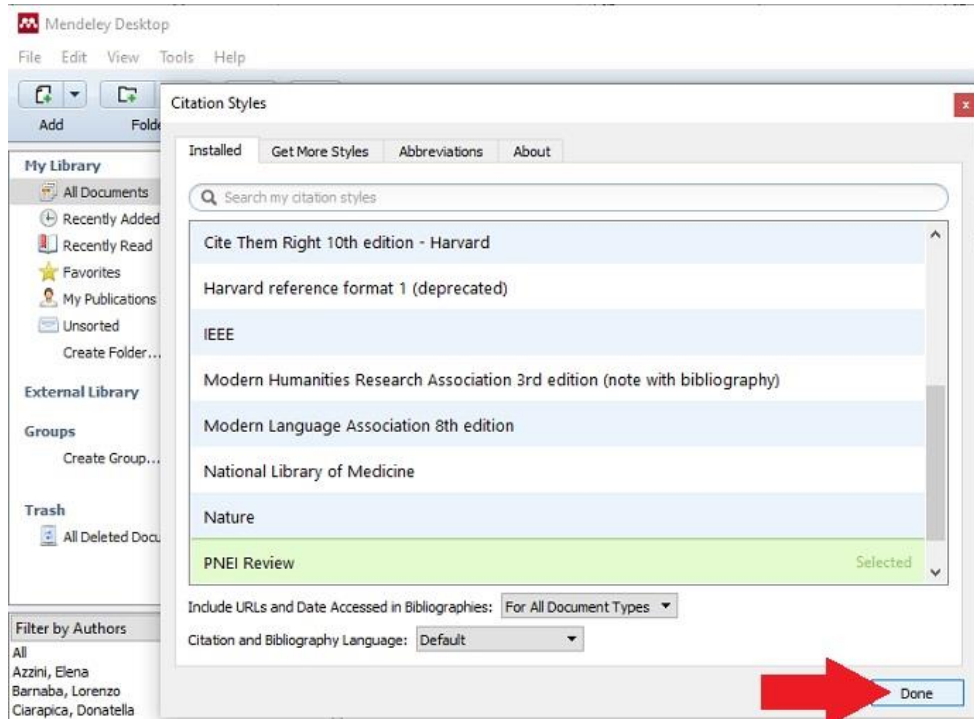 Mendeley Desktop
File Edit View Tools Help
Add
Citation Styles
Installed Get More Styles Abbreviations About
Search my citation styles
Cite Them Right 10th edition - Harvard
Harvard reference format 1 (deprecated)
IEEE
Modern Humanities Research Association 3rd edition (note with bibliography)
Modern Language Association 8th edition
National Library of Medicine
Nature
PNEI Review Selected
Include URLs and Date Accessed in Bibliographies: For All Document Types
Citation and Bibliography Language: Default
Done
My Library
All Documents
Recently Added
Recently Read
Favorites
My Publications
Unsorted
Create Folder...
External Library
Groups
Create Group...
Trash
All Deleted Docu
Filter by Authors
All
Azzini, Elena
Barnaba, Lorenzo
Ciarapica, Donatella